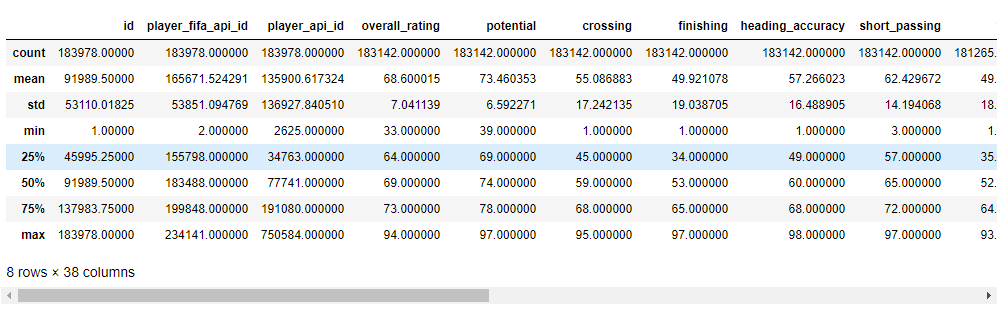 id player_fifa_api_id player_api_id overall_rating potential crossing finishing heading_accuracy short_passing
count 183978.00000 183978.000000 183978.000000 183142.000000 183142.000000 183142.000000 183142.000000 183142.000000 183142.000000 181265.
mean 91989.50000 165671.524291 135900.617324 68.600015 73.460353 55.086883 49.921078 57.266023 62.429672 49.
std 53110.01825 53851.094769 136927.840510 7.041139 6.592271 17.242135 19.038705 16.488905 14.194068 18.
min 1.00000 2.000000 2625.000000 33.000000 39.000000 1.000000 1.000000 1.000000 3.000000 1.
25% 45995.25000 155798.000000 34763.000000 64.000000 69.000000 45.000000 34.000000 49.000000 57.000000 35.
50% 91989.50000 183488.000000 77741.000000 69.000000 74.000000 59.000000 53.000000 60.000000 65.000000 52.
75% 137983.75000 199848.000000 191080.000000 73.000000 78.000000 68.000000 65.000000 68.000000 72.000000 64.
max 183978.00000 234141.000000 750584.000000 94.000000 97.000000 95.000000 97.000000 98.000000 97.000000 93.
8 rows × 38 columns